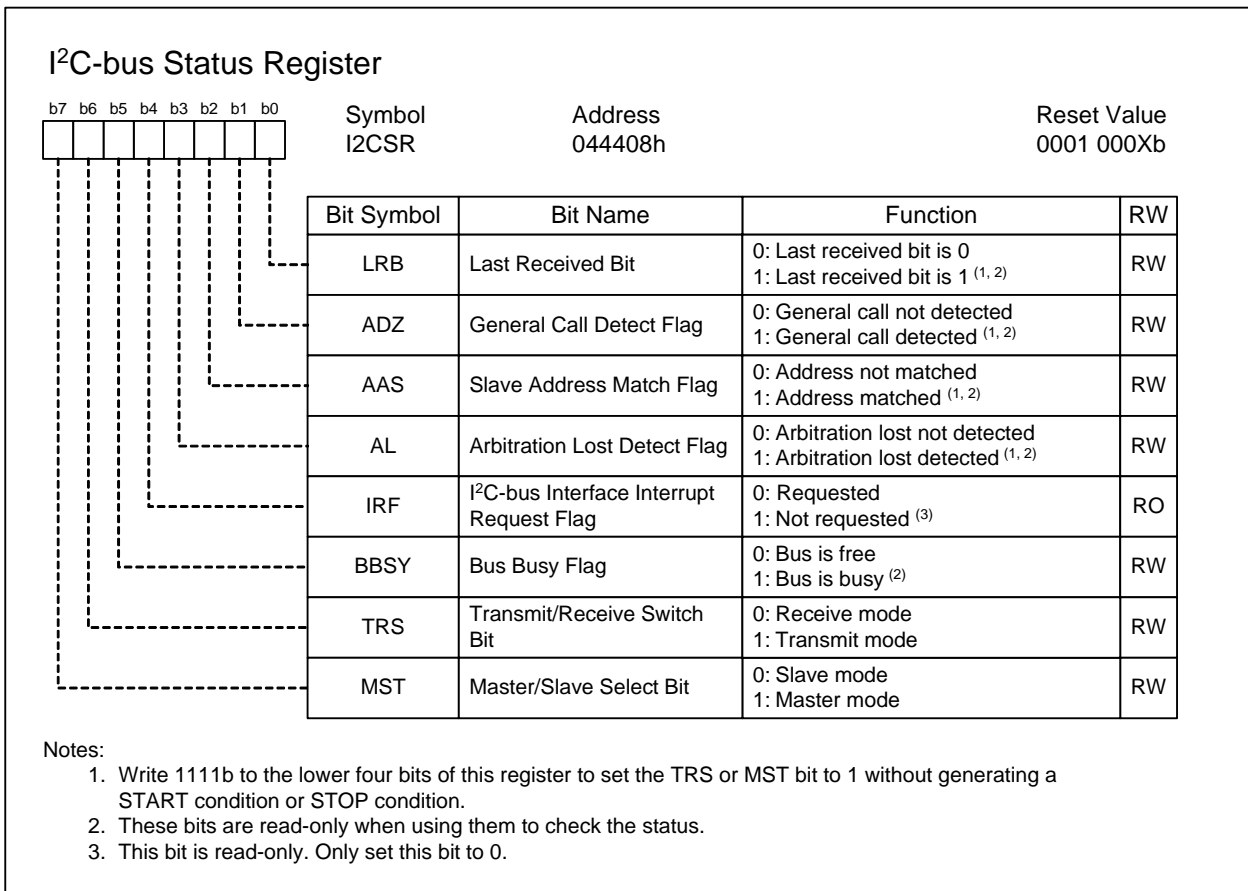 I²C-bus Status Register
b7 b6 b5 b4 b3 b2 b1 b0
Symbol Address Reset Value
I2CSR 044408h 0001 000Xb
Bit Symbol Bit Name Function RW
LRB Last Received Bit 0: Last received bit is 0
1: Last received bit is 1 (1, 2) RW
ADZ General Call Detect Flag 0: General call not detected
1: General call detected (1, 2) RW
AAS Slave Address Match Flag 0: Address not matched
1: Address matched (1, 2) RW
AL Arbitration Lost Detect Flag 0: Arbitration lost not detected
1: Arbitration lost detected (1, 2) RW
IRF I²C-bus Interface Interrupt
Request Flag 0: Requested
1: Not requested (3) RO
BBSY Bus Busy Flag 0: Bus is free
1: Bus is busy (2) RW
TRS Transmit/Receive Switch
Bit 0: Receive mode
1: Transmit mode RW
MST Master/Slave Select Bit 0: Slave mode
1: Master mode RW
Notes:
1. Write 1111b to the lower four bits of this register to set the TRS or MST bit to 1 without generating a
START condition or STOP condition.
2. These bits are read-only when using them to check the status.
3. This bit is read-only. Only set this bit to 0.